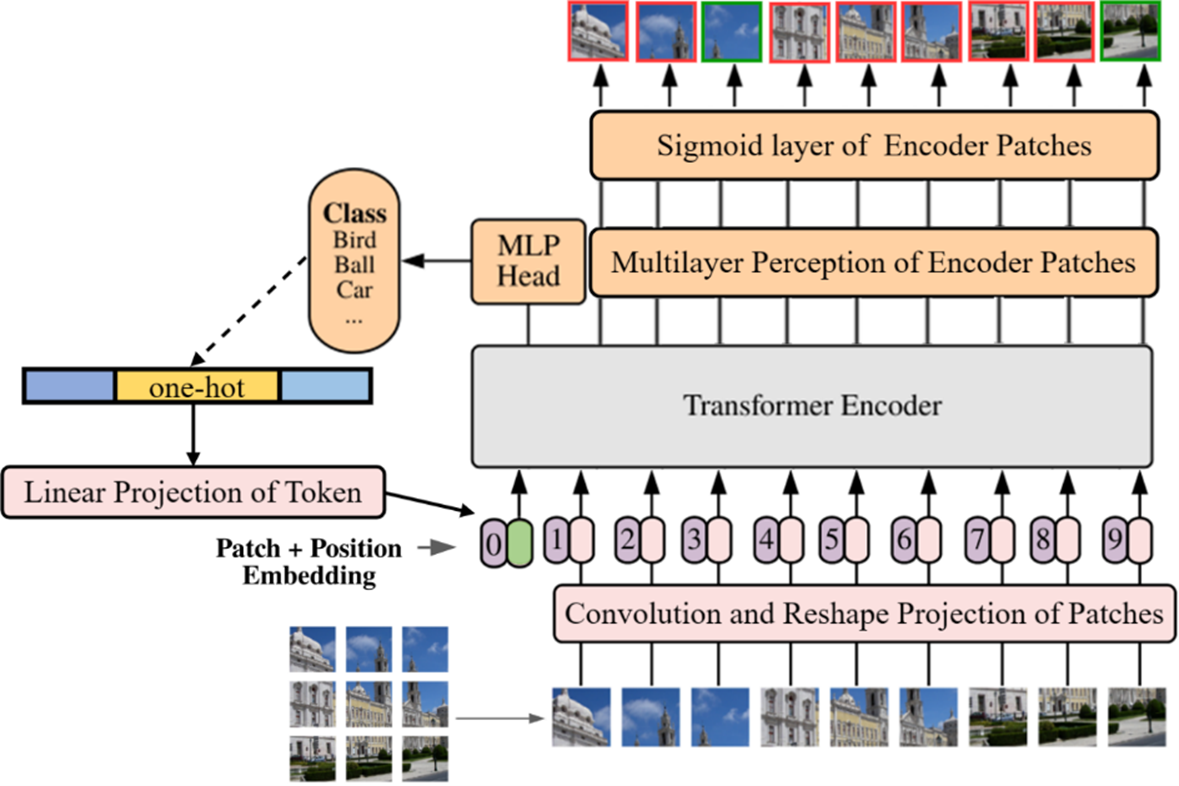 Sigmoid layer of Encoder Patches
Class
Bird
Ball
Car
...
MLP
Head
Multilayer Perception of Encoder Patches
one-hot
Transformer Encoder
Linear Projection of Token
Patch + Position
Embedding
0 1 2 3 4 5 6 7 8 9
Convolution and Reshape Projection of Patches